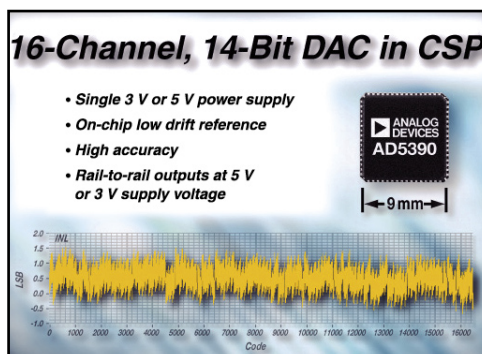 16-Channel, 14-Bit DAC in CSP
• Single 3 V or 5 V power supply
• On-chip low drift reference
• High accuracy
• Rail-to-rail outputs at 5 V
or 3 V supply voltage
ANALOG
DEVICES
AD5390
9 mm
INL
LSB
2.0
1.5
1.0
0.5
0.0
-0.5
-1.0
0 1000 2000 3000 4000 5000 6000 7000 8000 9000 10000 11000 12000 13000 14000 15000 16000
Code